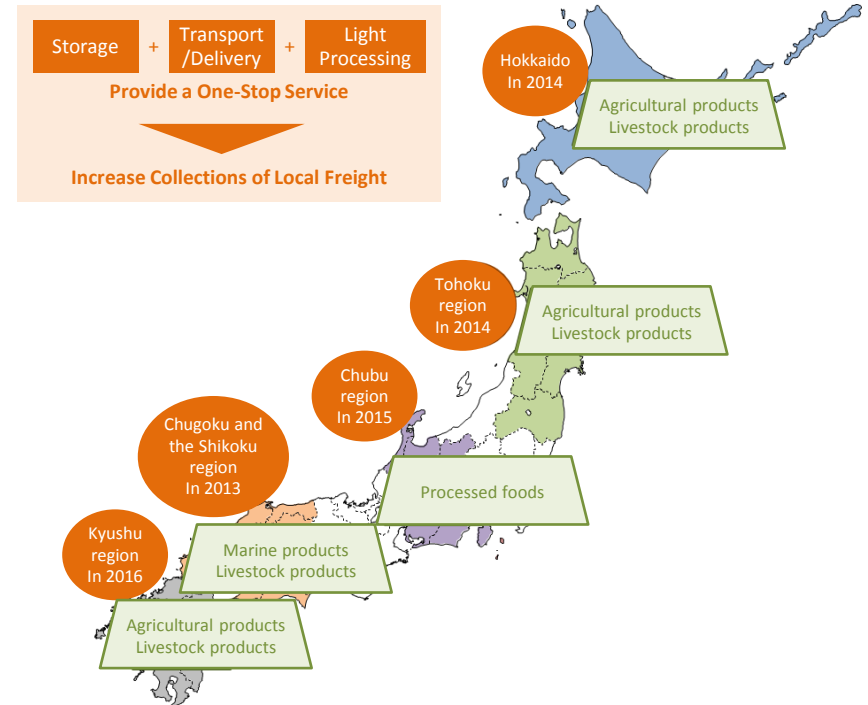 Storage
+
Transport
/Delivery
+
Light
Processing
Provide a One-Stop Service
Increase Collections of Local Freight
Hokkaido
In 2014
Agricultural products
Livestock products
Tohoku
region
In 2014
Agricultural products
Livestock products
Chubu
region
In 2015
Processed foods
Chugoku and
the Shikoku
region
In 2013
Marine products
Livestock products
Kyushu
region
In 2016
Agricultural products
Livestock products